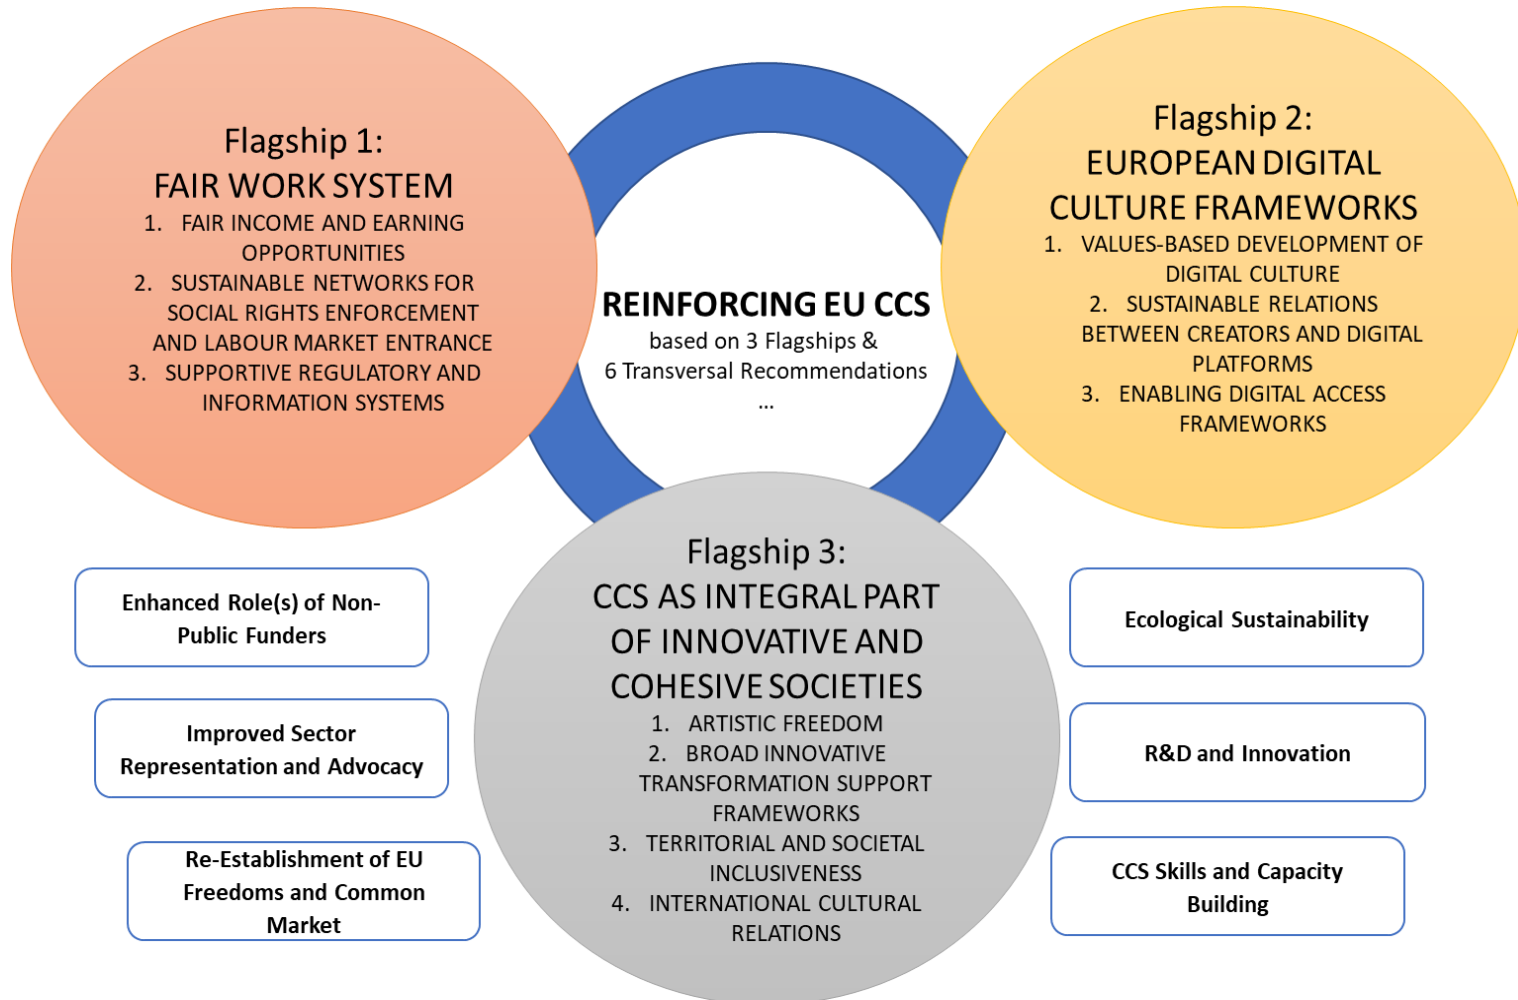 Flagship 1:
FAIR WORK SYSTEM
1. FAIR INCOME AND EARNING
OPPORTUNITIES
2. SUSTAINABLE NETWORKS FOR
SOCIAL RIGHTS ENFORCEMENT
AND LABOUR MARKET ENTRANCE
3. SUPPORTIVE REGULATORY AND
INFORMATION SYSTEMS
REINFORCING EU CCS
based on 3 Flagships &
6 Transversal Recommendations
...
Flagship 2:
EUROPEAN DIGITAL
CULTURE FRAMEWORKS
1. VALUES-BASED DEVELOPMENT OF
DIGITAL CULTURE
2. SUSTAINABLE RELATIONS
BETWEEN CREATORS AND DIGITAL
PLATFORMS
3. ENABLING DIGITAL ACCESS
FRAMEWORKS
Flagship 3:
CCS AS INTEGRAL PART
OF INNOVATIVE AND
COHESIVE SOCIETIES
1. ARTISTIC FREEDOM
2. BROAD INNOVATIVE
TRANSFORMATION SUPPORT
FRAMEWORKS
3. TERRITORIAL AND SOCIETAL
INCLUSIVENESS
4. INTERNATIONAL CULTURAL
RELATIONS
Enhanced Role(s) of Non-
Public Funders
Improved Sector
Representation and Advocacy
Re-Establishment of EU
Freedoms and Common
Market
Ecological Sustainability
R&D and Innovation
CCS Skills and Capacity
Building